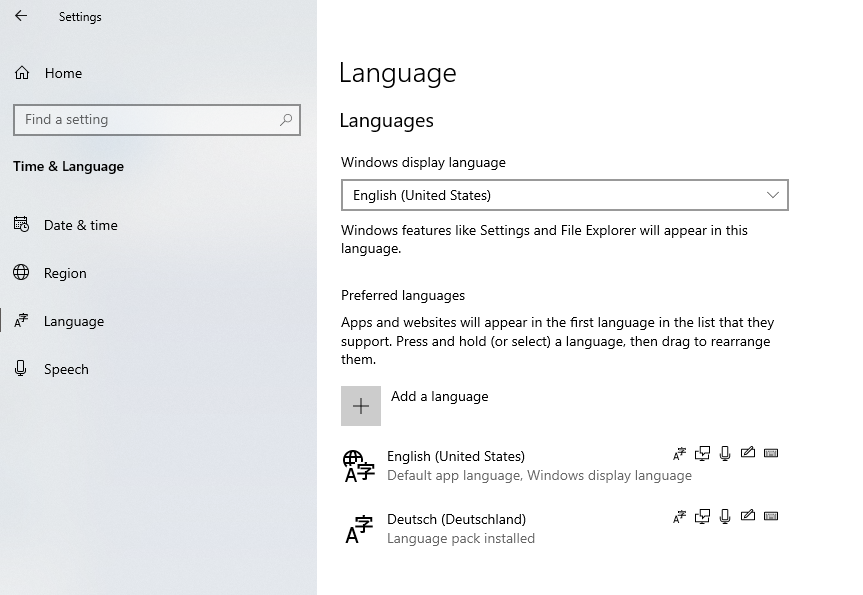 Settings
Home
Find a setting
Time & Language
Date & time
Region
Language
Speech
Language
Languages
Windows display language
English (United States)
Windows features like Settings and File Explorer will appear in this
language.
Preferred languages
Apps and websites will appear in the first language in the list that they
support. Press and hold (or select) a language, then drag to rearrange
them.
Add a language
English (United States)
Default app language, Windows display language
Deutsch (Deutschland)
Language pack installed